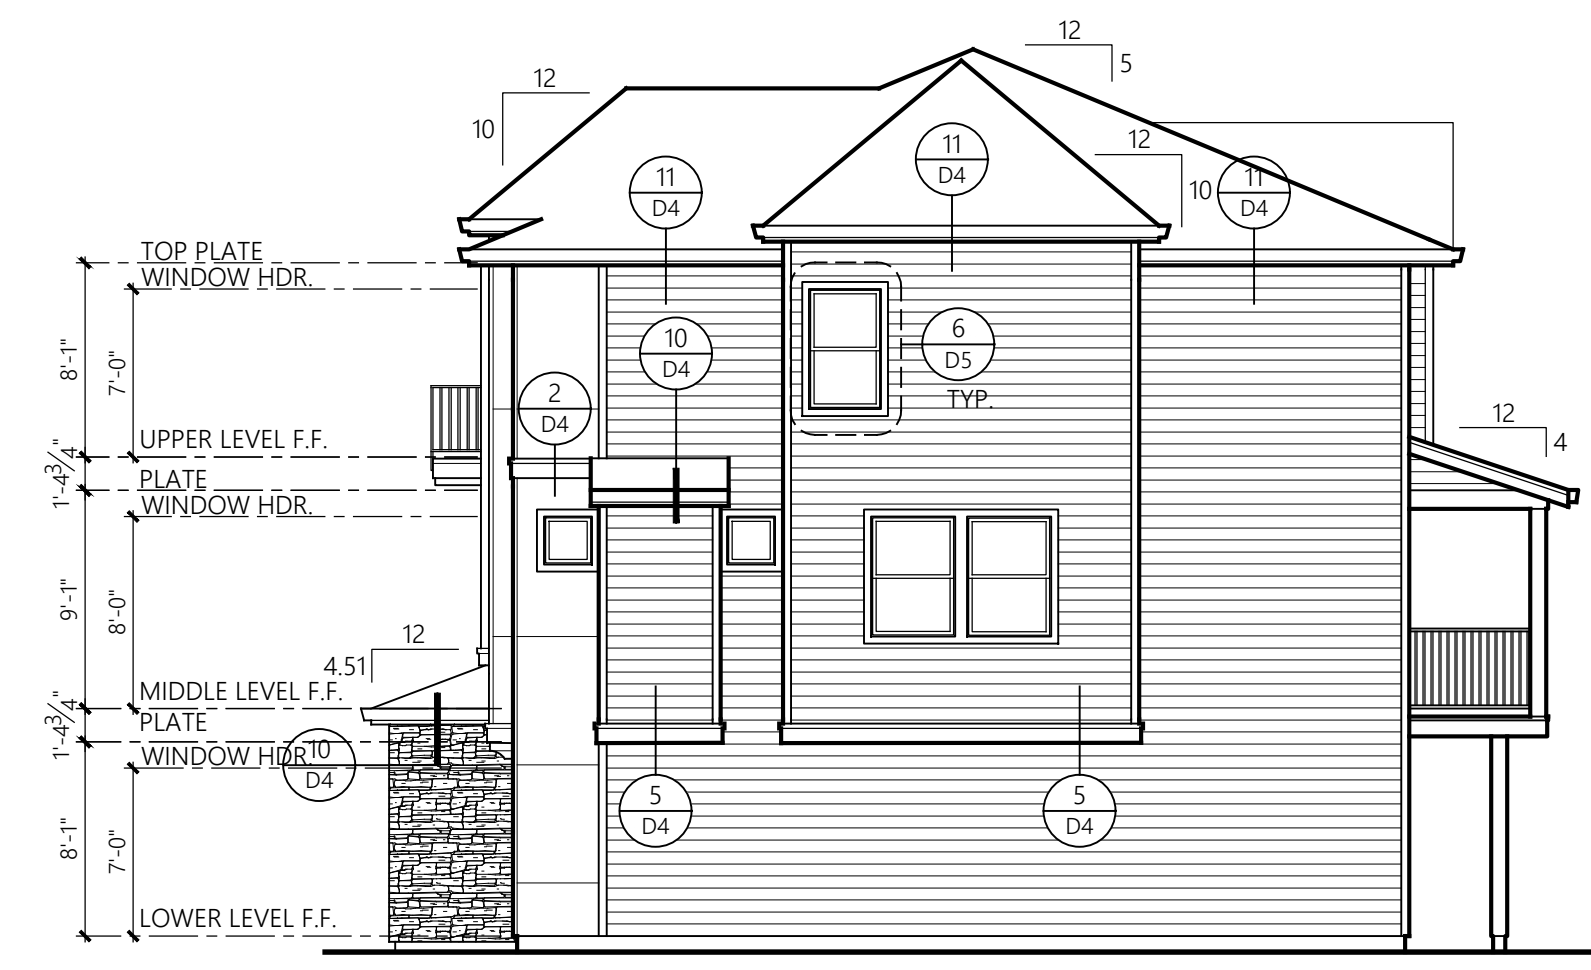 12
5
12
10
11
D4
12
10
11
D4
11
D4
TOP PLATE
WINDOW HDR.
8'-1"
7'-0"
10
D4
6
D5
TYP.
2
D4
12
4
UPPER LEVEL F.F.
1'-4 3/4"
PLATE
WINDOW HDR.
9'-1"
8'-0"
12
4.51
MIDDLE LEVEL F.F.
1'-4 3/4"
PLATE
WINDOW HDR.
10
D4
5
D4
5
D4
8'-1"
7'-0"
LOWER LEVEL F.F.